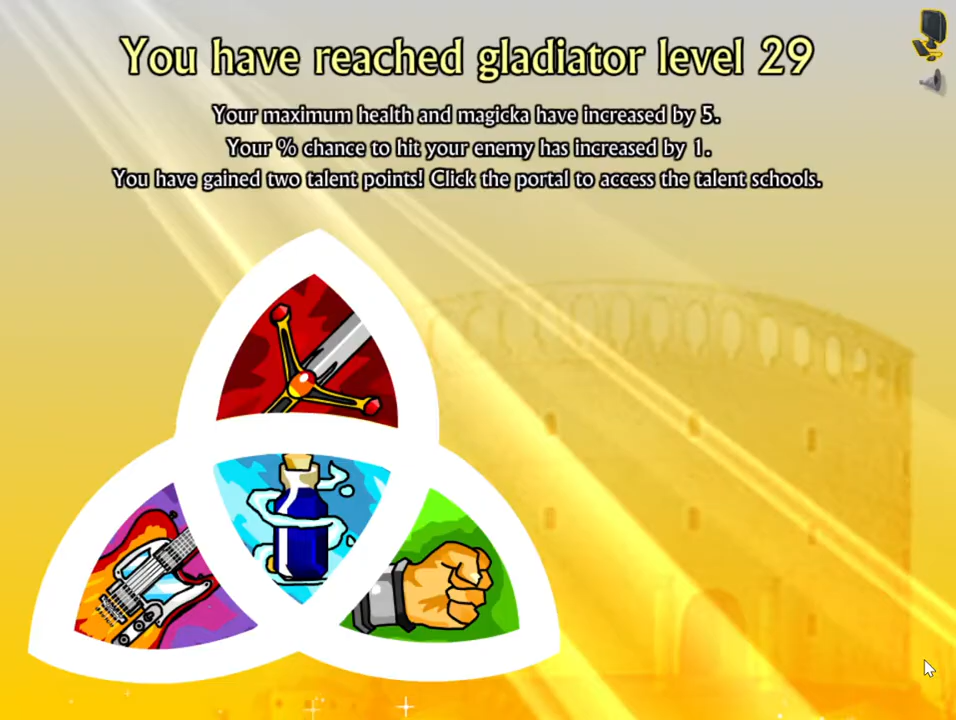 You have reached gladiator level 29
Your maximum health and magicka have increased by 5.
Your % chance to hit your enemy has increased by 1.
You have gained two talent points! Click the portal to access the talent schools.